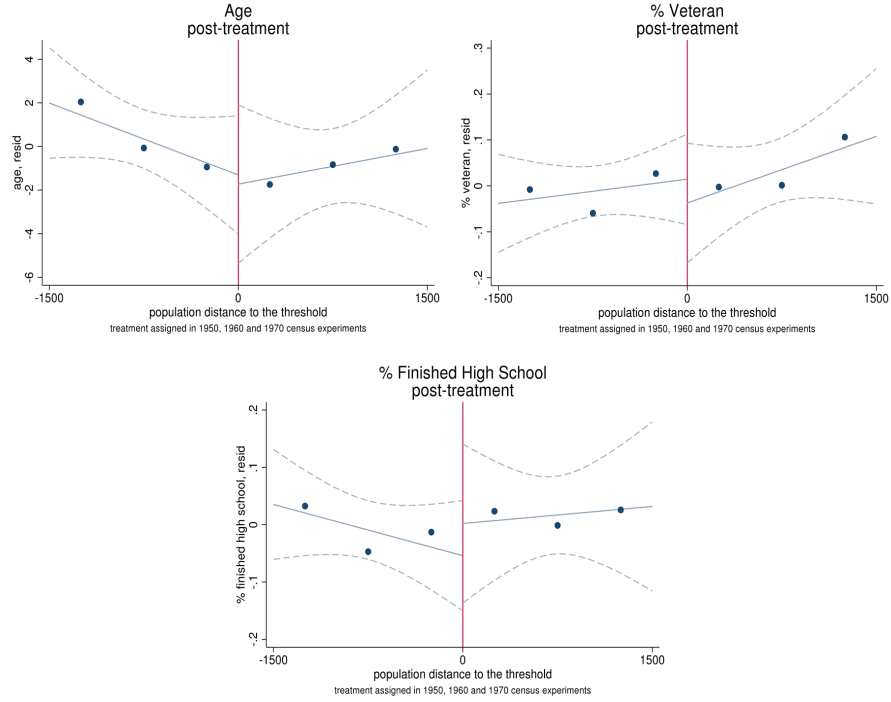 Age
post-treatment
age, resid
4
2
0
-2
-4
-6
-1500 0 1500
population distance to the threshold
treatment assigned in 1950, 1960 and 1970 census experiments
% Veteran
post-treatment
% veteran, resid
.3
.2
.1
0
-.1
-.2
-1500 0 1500
population distance to the threshold
treatment assigned in 1950, 1960 and 1970 census experiments
% Finished High School
post-treatment
% finished high school, resid
.2
.1
0
-.1
-.2
-1500 0 1500
population distance to the threshold
treatment assigned in 1950, 1960 and 1970 census experiments